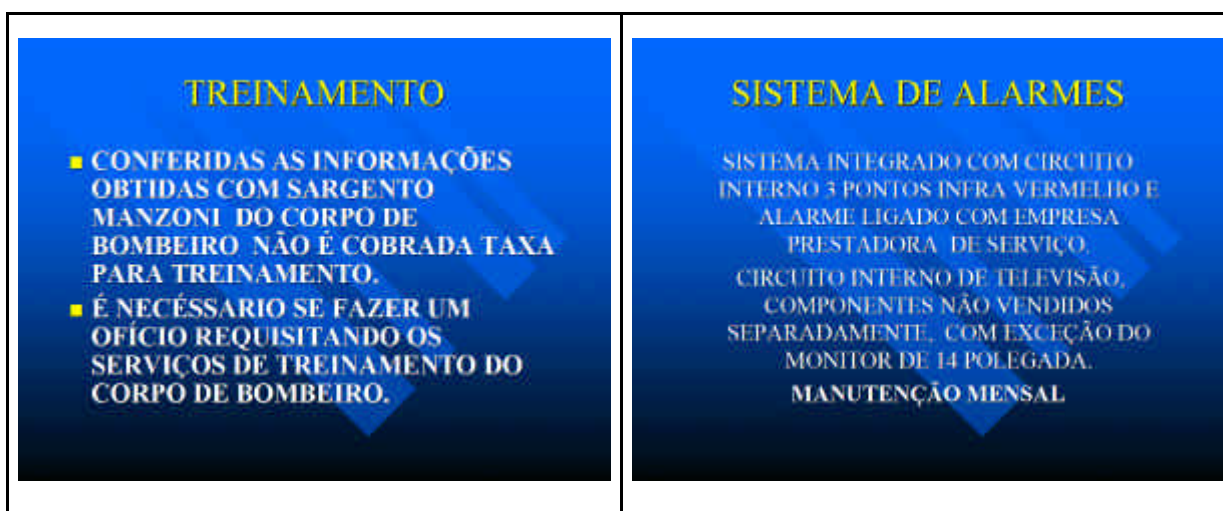 TREINAMENTO
CONFERIDAS AS INFORMAÇÕES
OBTIDAS COM SARGENTO
MANZONI DO CORPO DE
BOMBEIRO NÃO É COBRADA TAXA
PARA TREINAMENTO.
É NECÉSSARIO SE FAZER UM
OFÍCIO REQUISITANDO OS
SERVIÇOS DE TREINAMENTO DO
CORPO DE BOMBEIRO.
SISTEMA DE ALARMES
SISTEMA INTEGRADO COM CIRCUITO
INTERNO 3 PONTOS INFRA VERMELHO E
ALARME LIGADO COM EMPRESA
PRESTADORA DE SERVIÇO.
CIRCUITO INTERNO DE TELEVISÃO,
COMPONENTES NÃO VENDIDOS
SEPARADAMENTE, COM EXCEÇÃO DO
MONITOR DE 14 POLEGADA.
MANUTENÇÃO MENSAL